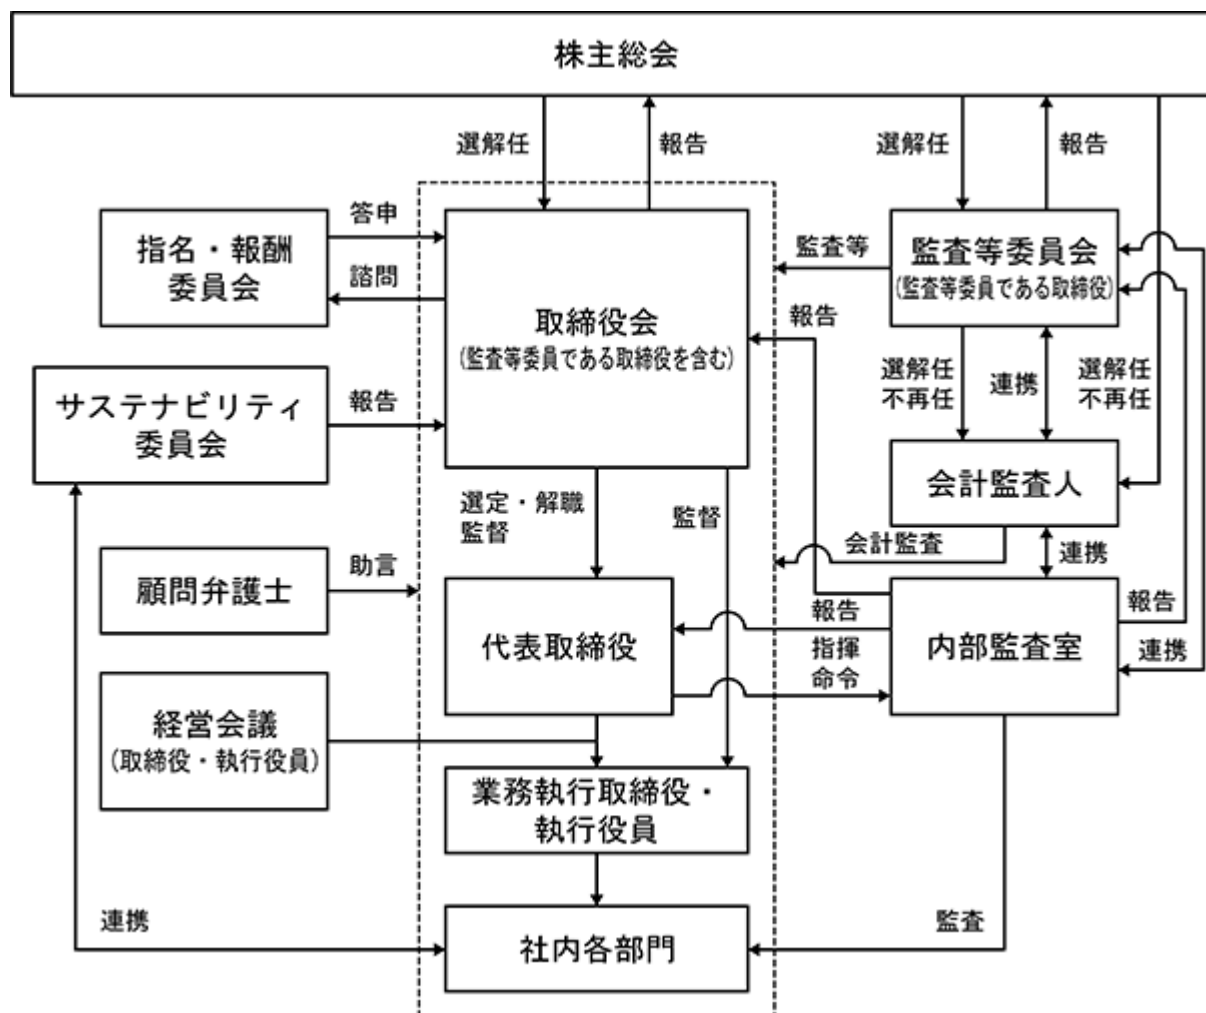 株主総会
選解任
報告
選解任
報告
指名・報酬
委員会
答申
諮問
取締役会
(監査等委員である取締役を含む)
監査等
報告
監査等委員会
(監査等委員である取締役)
サステナビリティ
委員会
報告
選解任
不再任
連携
選解任
不再任
会計監査人
選定・解職
監督
監督
会計監査
連携
顧問弁護士
助言
代表取締役
報告
指揮
命令
内部監査室
報告
連携
経営会議
(取締役・執行役員)
業務執行取締役・
執行役員
連携
社内各部門
監査